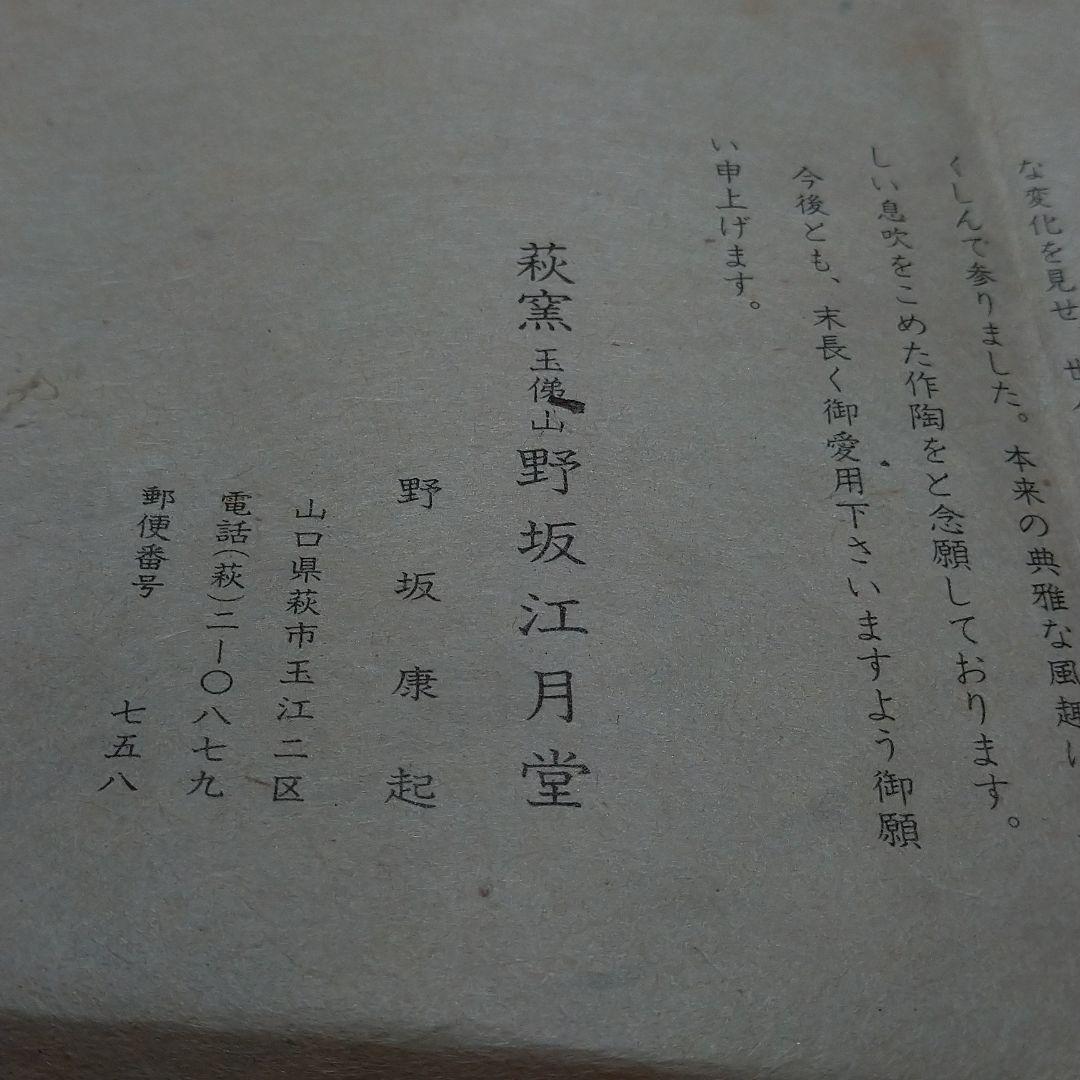 な変化を見せ
くしんで参りました。本来の典雅な風趣に
しい息吹をこめた作陶をと念願しております。
今後とも、末長く御愛用下さいますよう御願
い申上げます。
萩窯 玉山 野坂江月堂
野坂康起
山口県萩市玉江二区
電話(萩)二ー〇八七九
郵便番号 七五八